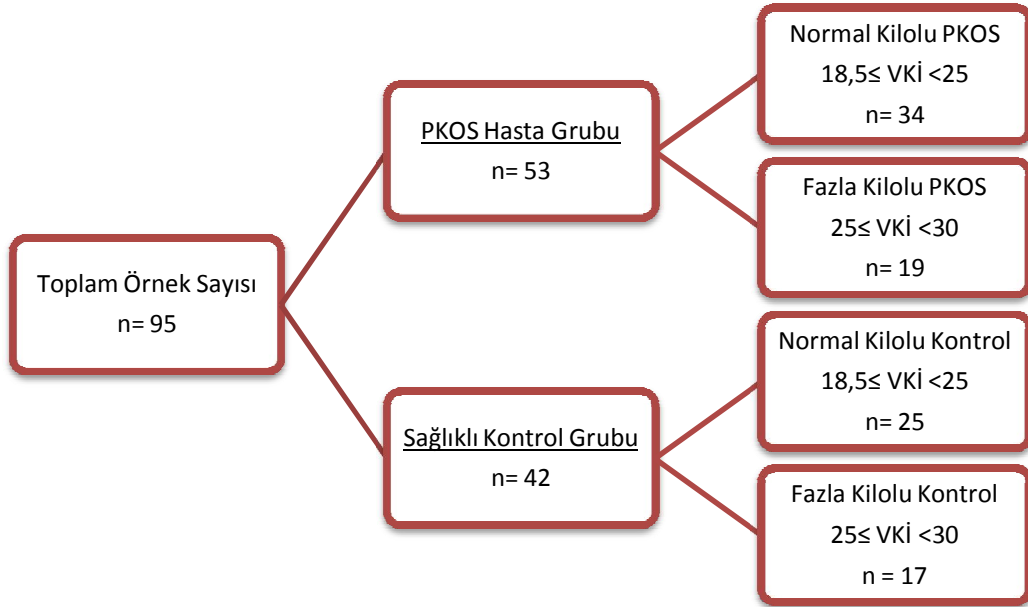 Toplam Örnek Sayısı
n= 95
PKOS Hasta Grubu
n= 53
Normal Kilolu PKOS
18,5≤ VKİ <25
n= 34
Fazla Kilolu PKOS
25≤ VKİ <30
n= 19
Sağlıklı Kontrol Grubu
n= 42
Normal Kilolu Kontrol
18,5≤ VKİ <25
n= 25
Fazla Kilolu Kontrol
25≤ VKİ <30
n = 17